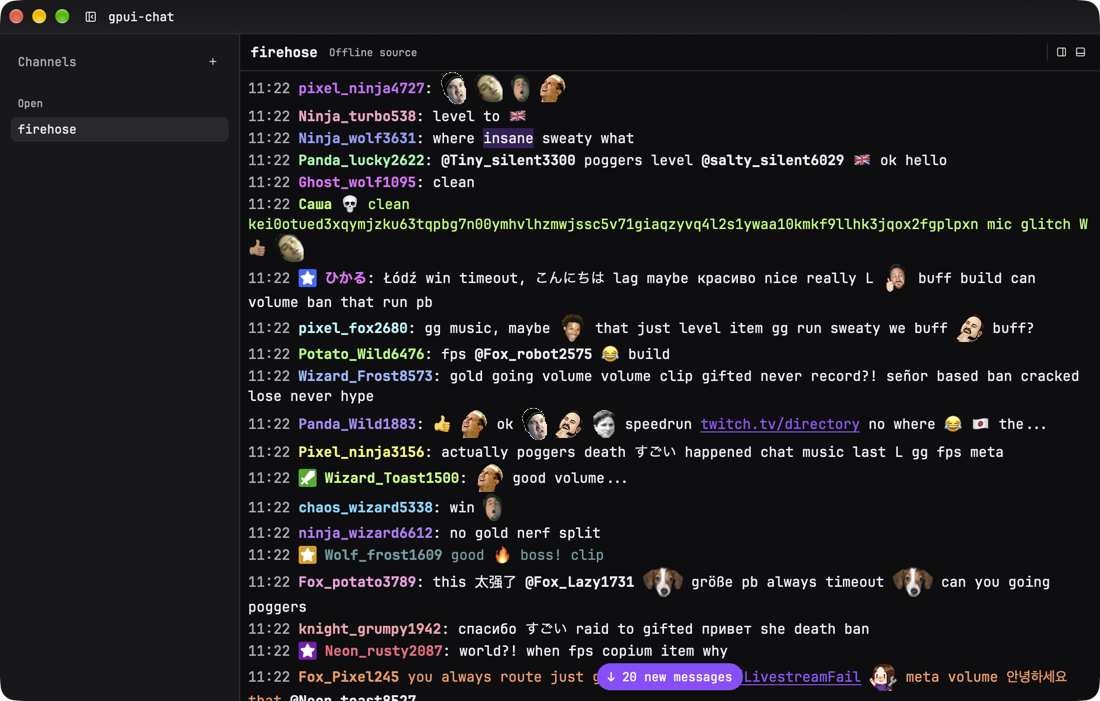 gpui-chat
Channels +
Open
firehose
firehose Offline source
11:22 pixel_ninja4727:
11:22 Ninja_turbo538: level to 🇬🇧
11:22 Ninja_wolf3631: where insane sweaty what
11:22 Panda_lucky2622: @Tiny_silent3300 poggers level @salty_silent6029 🇬🇧 ok hello
11:22 Ghost_wolf1095: clean
11:22 Саша 💀 clean
kei0otued3xqymjzku63tqpbg7n00ymhvlhzmwjssc5v71giaqzyvq4l2s1ywaa10kmkf9llhk3jqox2fgplpxn mic glitch W
👍🏽
11:22 ひかる: Łódź win timeout, こんにちは lag maybe красиво nice really L buff build can
volume ban that run pb
11:22 pixel_fox2680: gg music, maybe that just level item gg run sweaty we buff buff?
11:22 Potato_Wild6476: fps @Fox_robot2575 😂 build
11:22 Wizard_Frost8573: gold going volume volume clip gifted never record?! señor based ban cracked
lose never hype
11:22 Panda_Wild1883: 👍 ok speedrun twitch.tv/directory no where 😂 🇯🇵 the...
11:22 Pixel_ninja3156: actually poggers death すごい happened chat music last L gg fps meta
11:22 Wizard_Toast1500: good volume...
11:22 chaos_wizard5338: win
11:22 ninja_wizard6612: no gold nerf split
11:22 Wolf_frost1609 good 🔥 boss! clip
11:22 Fox_potato3789: this 太强了 @Fox_Lazy1731 größe pb always timeout can you going
poggers
11:22 knight_grumpy1942: спасибо すごい raid to gifted привет she death ban
11:22 Neon_rusty2087: world?! when fps copium item why
11:22 Fox_Pixel245 you always route just LivestreamFail meta volume 안녕하세요
↓ 20 new messages
that @Neon_toast8527